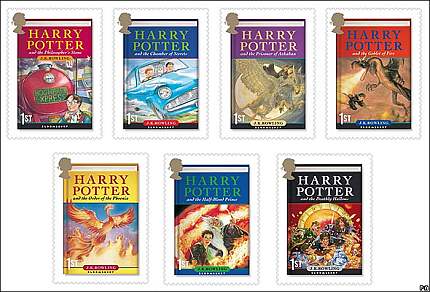 HARRY
POTTER
and the Philosopher's Stone
J.K.ROWLING
HOGWARTS
EXPRESS
1ST
BLOOMSBURY
HARRY
POTTER
and the Chamber of Secrets
1ST
J.K.ROWLING
BLOOMSBURY
HARRY
POTTER
and the Prisoner of Azkaban
1ST
J.K.ROWLING
BLOOMSBURY
HARRY
POTTER
and the Goblet of Fire
1ST
J.K.ROWLING
BLOOMSBURY
HARRY
POTTER
and the Order of the Phoenix
1ST
J.K.ROWLING
BLOOMSBURY
HARRY
POTTER
and the Half-Blood Prince
1ST
J.K.ROWLING
BLOOMSBURY
HARRY
POTTER
and the Deathly Hallows
1ST
J.K.ROWLING
BLOOMSBURY
PA